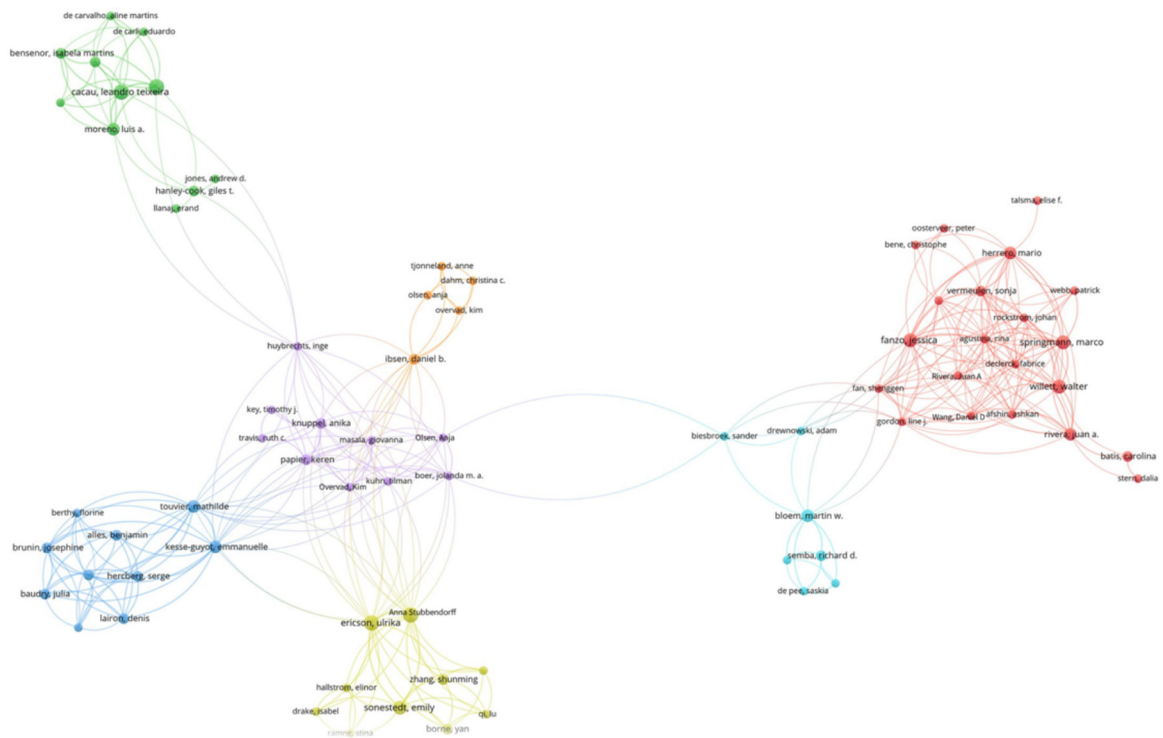 de carvalho, aline martins
de carli, eduardo
bensenor, isabela martins
cacau, leandro teixeira
moreno, luis a.
jones, andrew d.
hanley-cook, giles t.
llanaj, erand
talsma, elise f.
oosterveer, peter
bene, christophe
herrero, mario
tjonneland, anne
dahm, christina c.
olsen, anja
overvad, kim
vermeulen, sonja
webb, patrick
rockstrom, johan
fanzo, jessica
agustina, rina
springmann, marco
huybrechts, inge
ibsen, daniel b.
declerck, fabrice
Rivera, Juan A
fan, shenggen
willett, walter
key, timothy j.
knuppel, anika
gordon, line j.
Wang, Daniel D
afshin, ashkan
travis, ruth c.
masala, giovanna
Olsen, Anja
biesbroek, sander
drewnowski, adam
rivera, juan a.
papier, keren
batis, carolina
boer, jolanda m. a.
stern, dalia
Overvad, Kim
kuhn, tilman
touvier, mathilde
berthy, florine
bloem, martin w.
alles, benjamin
brunin, josephine
kesse-guyot, emmanuelle
semba, richard d.
hercberg, serge
baudry, julia
de pee, saskia
lairon, denis
Anna Stubbendorff
ericson, ulrika
zhang, shunming
hallstrom, elinor
drake, isabel
sonestedt, emily
qi, lu
borne, yan
ramne, stina